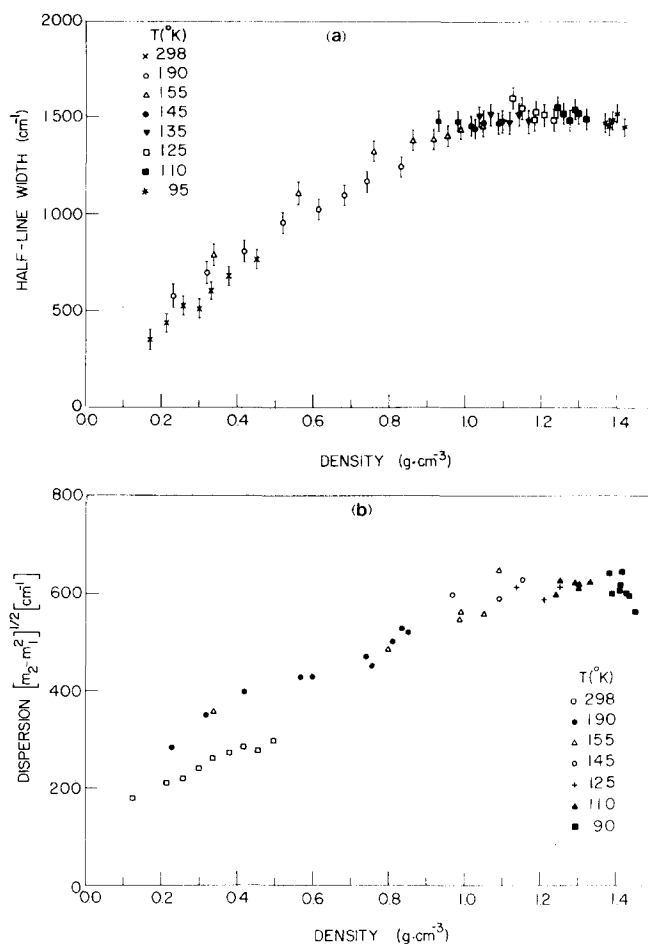 (a)
2000
1500
1000
500
0
HALF-LINE WIDTH (cm⁻¹)
T(°K)
× 298
○ 190
△ 155
● 145
▼ 135
□ 125
■ 110
* 95
0.0 0.2 0.4 0.6 0.8 1.0 1.2 1.4
DENSITY (g·cm⁻³)
(b)
800
600
400
200
0
DISPERSION [m₂-m₁²]^1/2 [cm⁻¹]
T(°K)
○ 298
● 190
△ 155
○ 145
+ 125
▲ 110
■ 90
0.0 0.2 0.4 0.6 0.8 1.0 1.2 1.4
DENSITY (g·cm⁻³)